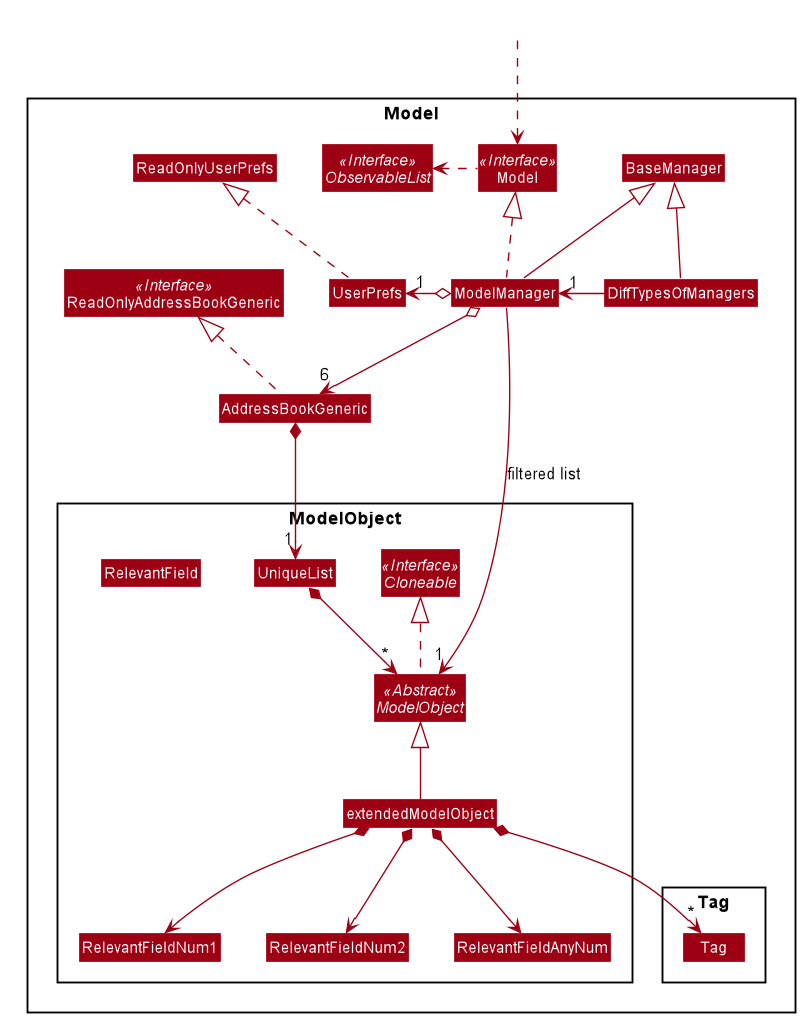 Model
ReadOnlyUserPrefs
«Interface»
ObservableList
«Interface»
Model
BaseManager
«Interface»
ReadOnlyAddressBookGeneric
UserPrefs
1
ModelManager
1
DiffTypesOfManagers
6
AddressBookGeneric
filtered list
ModelObject
1
RelevantField
UniqueList
«Interface»
Cloneable
*
1
«Abstract»
ModelObject
extendedModelObject
Tag
*
RelevantFieldNum1
RelevantFieldNum2
RelevantFieldAnyNum
Tag